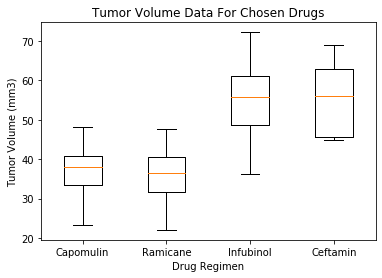 Tumor Volume Data For Chosen Drugs
Tumor Volume (mm3)
70
60
50
40
30
20
Capomulin Ramicane Infubinol Ceftamin
Drug Regimen